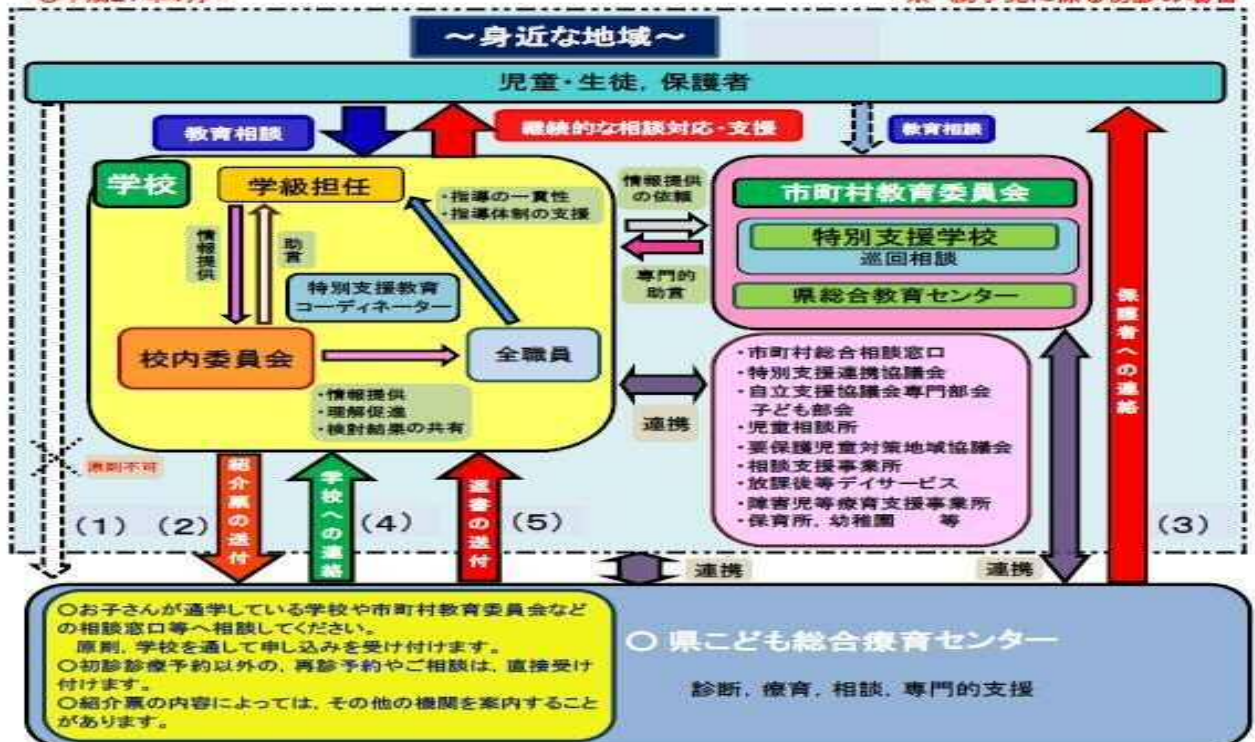 ~身近な地域~
児童・生徒，保護者
教育相談
継続的な相談対応・支援
教育相談
学校
学級担任
・指導の一貫性
・指導体制の支援
情報提供
助言
特別支援教育
コーディネーター
校内委員会
全職員
・情報提供
・理解促進
・検討結果の共有
情報提供
の依頼
専門的
助言
連携
市町村教育委員会
特別支援学校
巡回相談
県総合教育センター
・市町村総合相談窓口
・特別支援連携協議会
・自立支援協議会専門部会
子ども部会
・児童相談所
・要保護児童対策地域協議会
・相談支援事業所
・放課後等デイサービス
・障害児等療育支援事業所
・保育所，幼稚園　等
保護者への連絡
原則不可
(1)
(2)
紹介票の送付
学校への連絡
(4)
返書の送付
(5)
(3)
連携
連携
○お子さんが通学している学校や市町村教育委員会など
の相談窓口等へ相談してください。
原則，学校を通して申し込みを受け付けます。
○初診診療予約以外の，再診予約やご相談は，直接受け
付けます。
○紹介票の内容によっては，その他の機関を案内すること
があります。
○ 県こども総合療育センター
診断，療育，相談，専門的支援